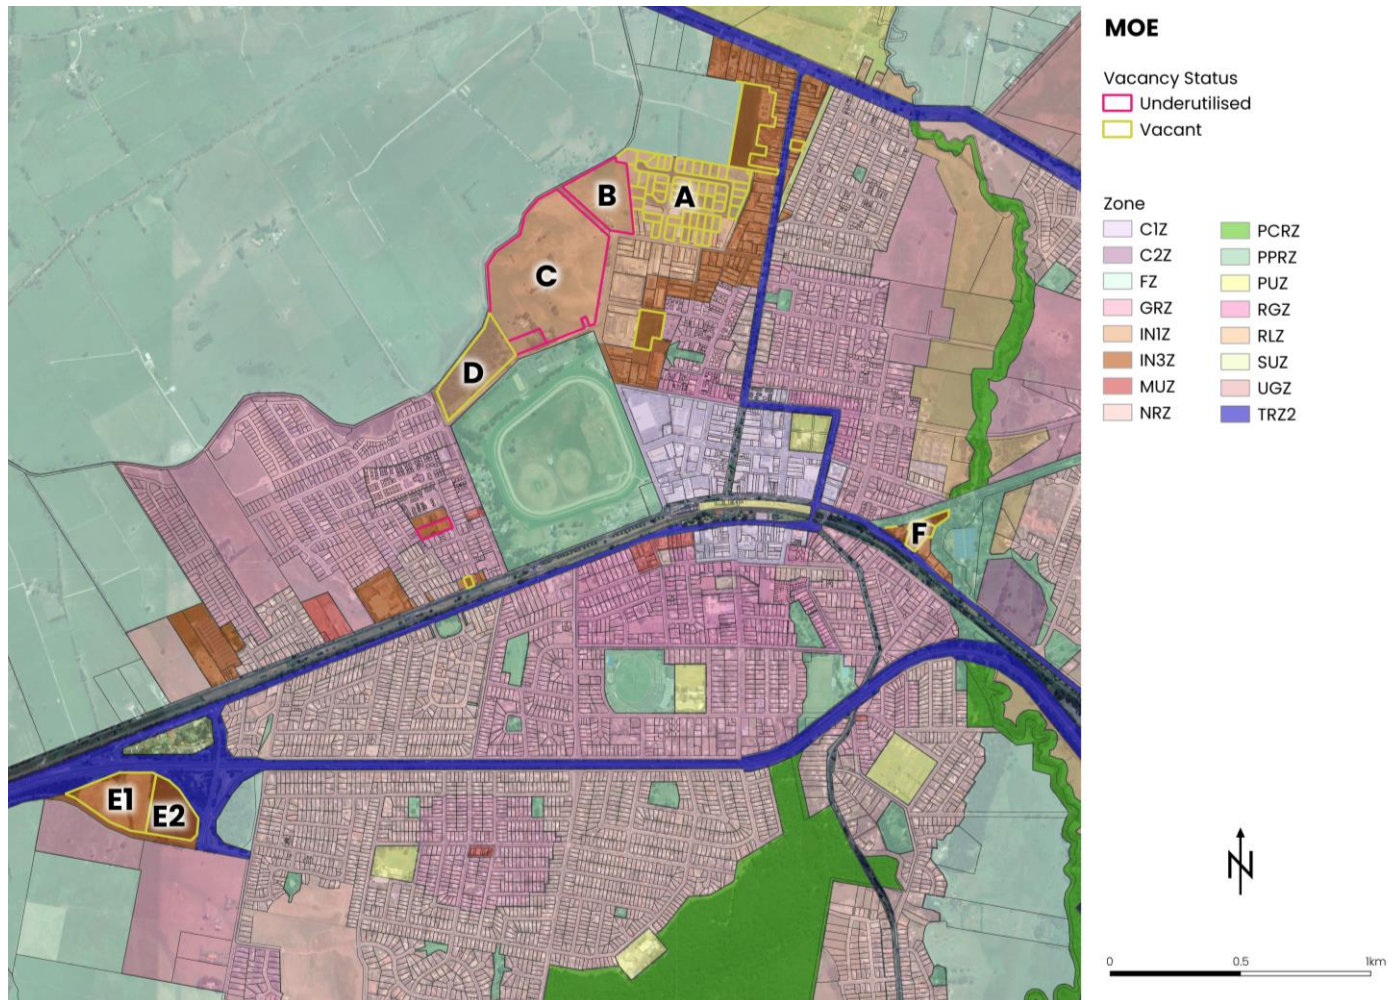 MOE
Vacancy Status
Underutilised
Vacant
Zone
C1Z
C2Z
FZ
GRZ
IN1Z
IN3Z
MUZ
NRZ
PCRZ
PPRZ
PUZ
RGZ
RLZ
SUZ
UGZ
TRZ2
A
B
C
D
E1
E2
F
N
0 0.5 1km